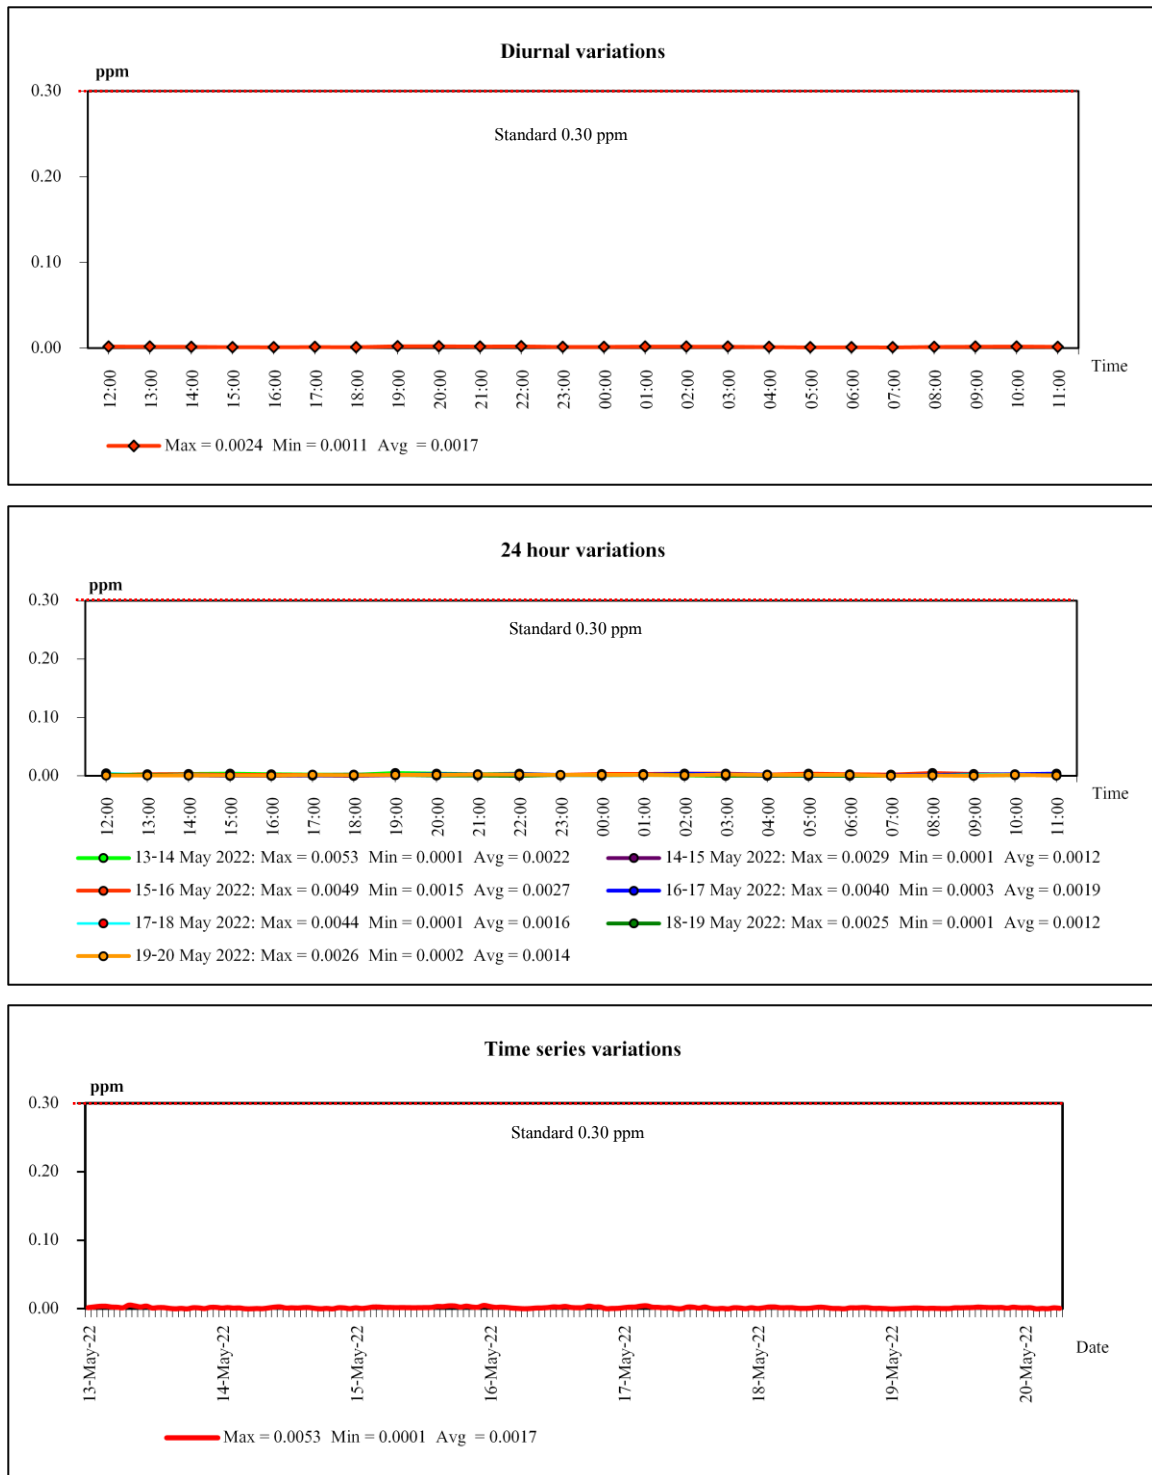 Diurnal variations
ppm
0.30
Standard 0.30 ppm
0.20
0.10
0.00
Time
12:00 13:00 14:00 15:00 16:00 17:00 18:00 19:00 20:00 21:00 22:00 23:00 00:00 01:00 02:00 03:00 04:00 05:00 06:00 07:00 08:00 09:00 10:00 11:00
Max = 0.0024 Min = 0.0011 Avg = 0.0017
24 hour variations
ppm
0.30
Standard 0.30 ppm
0.20
0.10
0.00
Time
12:00 13:00 14:00 15:00 16:00 17:00 18:00 19:00 20:00 21:00 22:00 23:00 00:00 01:00 02:00 03:00 04:00 05:00 06:00 07:00 08:00 09:00 10:00 11:00
13-14 May 2022: Max = 0.0053 Min = 0.0001 Avg = 0.0022
14-15 May 2022: Max = 0.0029 Min = 0.0001 Avg = 0.0012
15-16 May 2022: Max = 0.0049 Min = 0.0015 Avg = 0.0027
16-17 May 2022: Max = 0.0040 Min = 0.0003 Avg = 0.0019
17-18 May 2022: Max = 0.0044 Min = 0.0001 Avg = 0.0016
18-19 May 2022: Max = 0.0025 Min = 0.0001 Avg = 0.0012
19-20 May 2022: Max = 0.0026 Min = 0.0002 Avg = 0.0014
Time series variations
ppm
0.30
Standard 0.30 ppm
0.20
0.10
0.00
13-May-22 14-May-22 15-May-22 16-May-22 17-May-22 18-May-22 19-May-22 20-May-22
Date
Max = 0.0053 Min = 0.0001 Avg = 0.0017